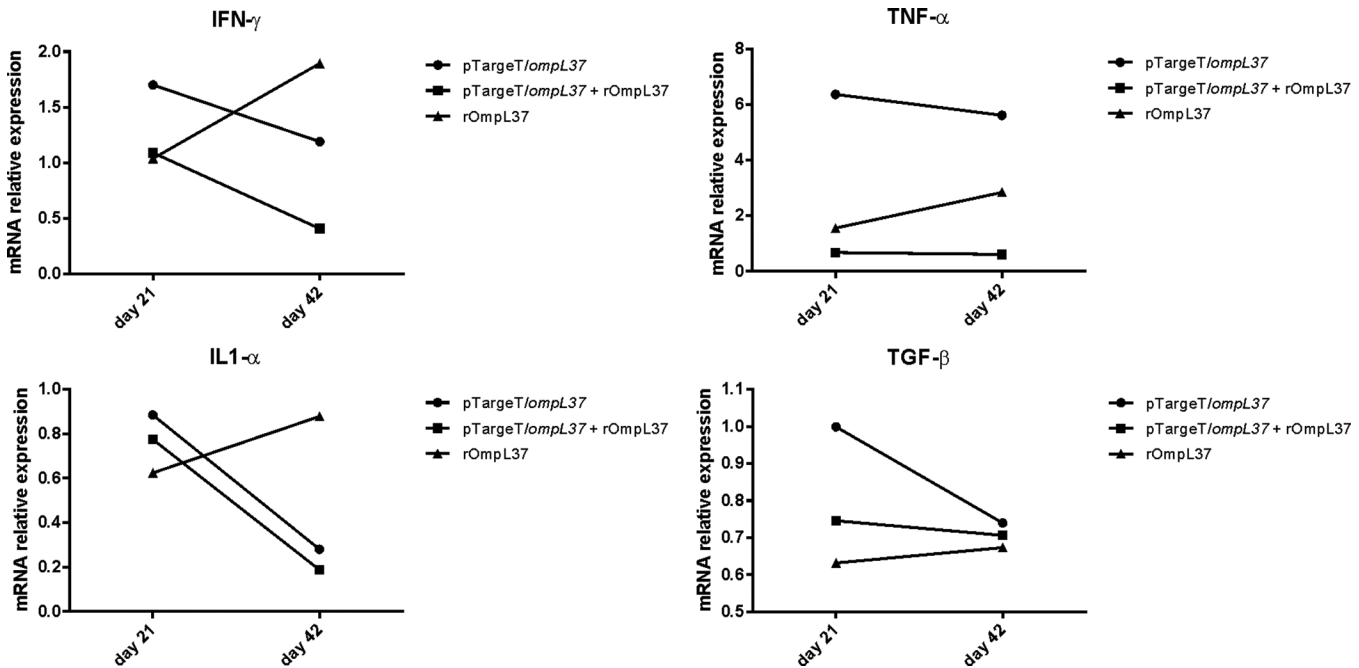 IFN-γ
mRNA relative expression
2.0
1.5
1.0
0.5
0.0
day 21
day 42
pTargeT/ompL37
pTargeT/ompL37 + rOmpL37
rOmpL37
TNF-α
mRNA relative expression
8
6
4
2
0
day 21
day 42
pTargeT/ompL37
pTargeT/ompL37 + rOmpL37
rOmpL37
IL1-α
mRNA relative expression
1.0
0.8
0.6
0.4
0.2
0.0
day 21
day 42
pTargeT/ompL37
pTargeT/ompL37 + rOmpL37
rOmpL37
TGF-β
mRNA relative expression
1.1
1.0
0.9
0.8
0.7
0.6
0.5
day 21
day 42
pTargeT/ompL37
pTargeT/ompL37 + rOmpL37
rOmpL37